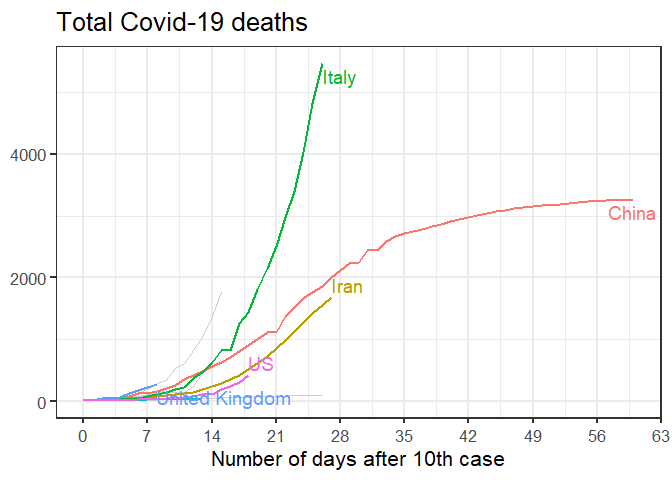 Total Covid-19 deaths
Italy
4000
China
2000
Iran
US
United Kingdom
0
0 7 14 21 28 35 42 49 56 63
Number of days after 10th case